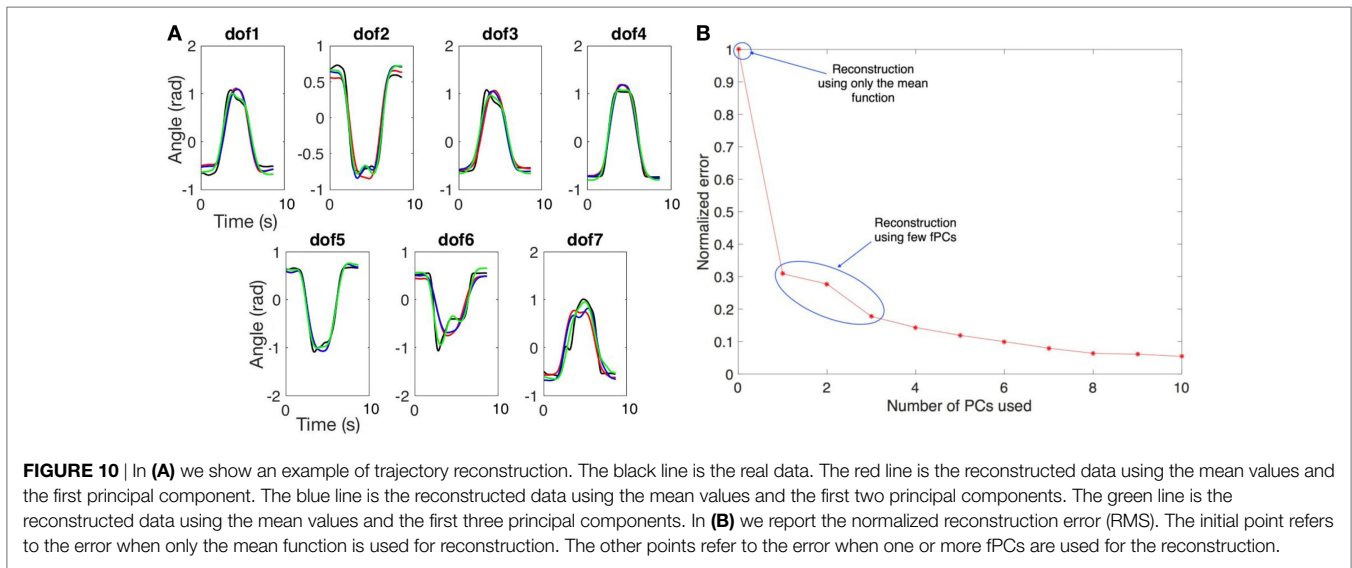 A
dof1
dof2
dof3
dof4
2
1
0
-1
Angle (rad)
0
10
Time (s)
1
0.5
0
-0.5
-1
0
10
2
1
0
-1
0
10
2
1
0
-1
0
10
dof5
dof6
dof7
1
0
-1
-2
Angle (rad)
0
10
Time (s)
1
0
-1
-2
0
10
2
1
0
-1
0
10
B
1
0.9
0.8
0.7
0.6
0.5
0.4
0.3
0.2
0.1
0
Normalized error
Reconstruction
using only the mean
function
Reconstruction
using few fPCs
0
2
4
6
8
10
Number of PCs used
FIGURE 10 | In (A) we show an example of trajectory reconstruction. The black line is the real data. The red line is the reconstructed data using the mean values and
the first principal component. The blue line is the reconstructed data using the mean values and the first two principal components. The green line is the
reconstructed data using the mean values and the first three principal components. In (B) we report the normalized reconstruction error (RMS). The initial point refers
to the error when only the mean function is used for reconstruction. The other points refer to the error when one or more fPCs are used for the reconstruction.